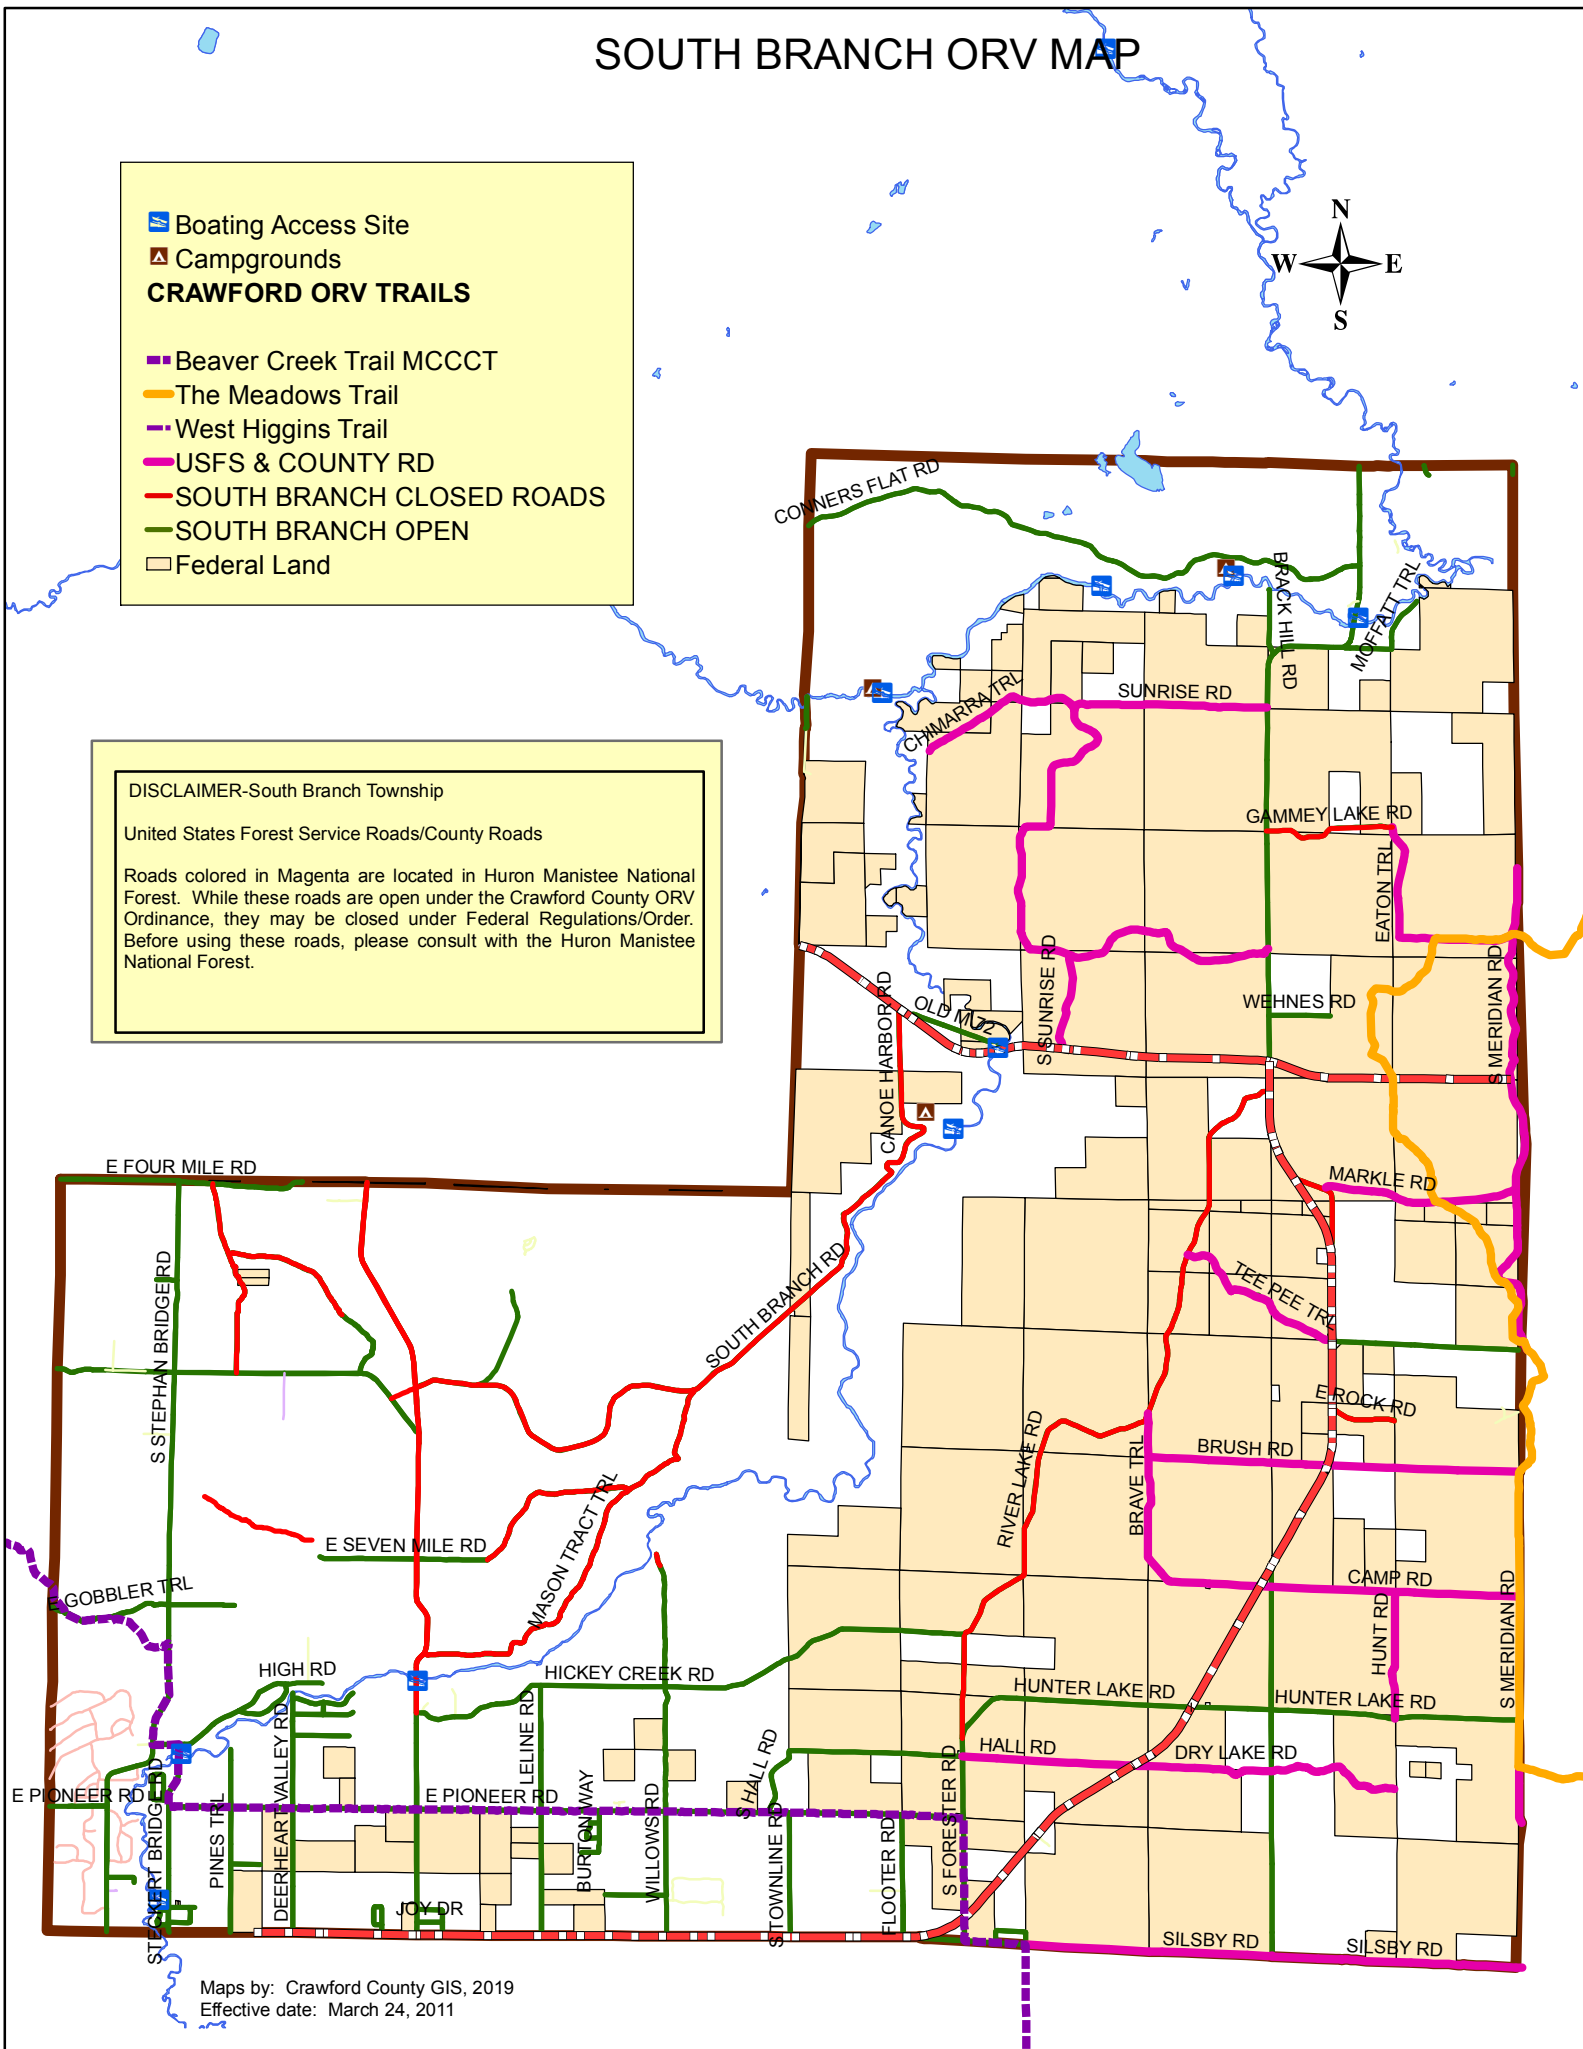 SOUTH BRANCH ORV MAP
Boating Access Site
Campgrounds
CRAWFORD ORV TRAILS
Beaver Creek Trail MCCCT
The Meadows Trail
West Higgins Trail
USFS & COUNTY RD
SOUTH BRANCH CLOSED ROADS
SOUTH BRANCH OPEN
Federal Land
N
W
E
S
DISCLAIMER-South Branch Township
United States Forest Service Roads/County Roads
Roads colored in Magenta are located in Huron Manistee National
Forest. While these roads are open under the Crawford County ORV
Ordinance, they may be closed under Federal Regulations/Order.
Before using these roads, please consult with the Huron Manistee
National Forest.
CONNERS FLAT RD
BRACK HILL RD
MOFFATT TRL
CHIMARRA TRL
SUNRISE RD
GAMMEY LAKE RD
EATON TRL
S SUNRISE RD
WEHNES RD
S MERIDIAN RD
CANOE HARBOR RD
OLD M 72
MARKLE RD
E FOUR MILE RD
S STEPHAN BRIDGE RD
SOUTH BRANCH RD
TEE PEE TRL
E ROCK RD
RIVER LAKE RD
BRAVE TRL
BRUSH RD
E SEVEN MILE RD
MASON TRACT TRL
CAMP RD
HUNT RD
S MERIDIAN RD
E GOBBLER TRL
HIGH RD
HICKEY CREEK RD
HUNTER LAKE RD
HUNTER LAKE RD
HALL RD
DRY LAKE RD
E PIONEER RD
STECKERT BRIDGE RD
PINES TRL
DEERHEART VALLEY RD
E PIONEER RD
LELINE RD
BURTON WAY
WILLOWS RD
S HALL RD
S TOWNLINE RD
FLOOTER RD
S FORESTER RD
JOY DR
SILSBY RD
SILSBY RD
Maps by: Crawford County GIS, 2019
Effective date: March 24, 2011